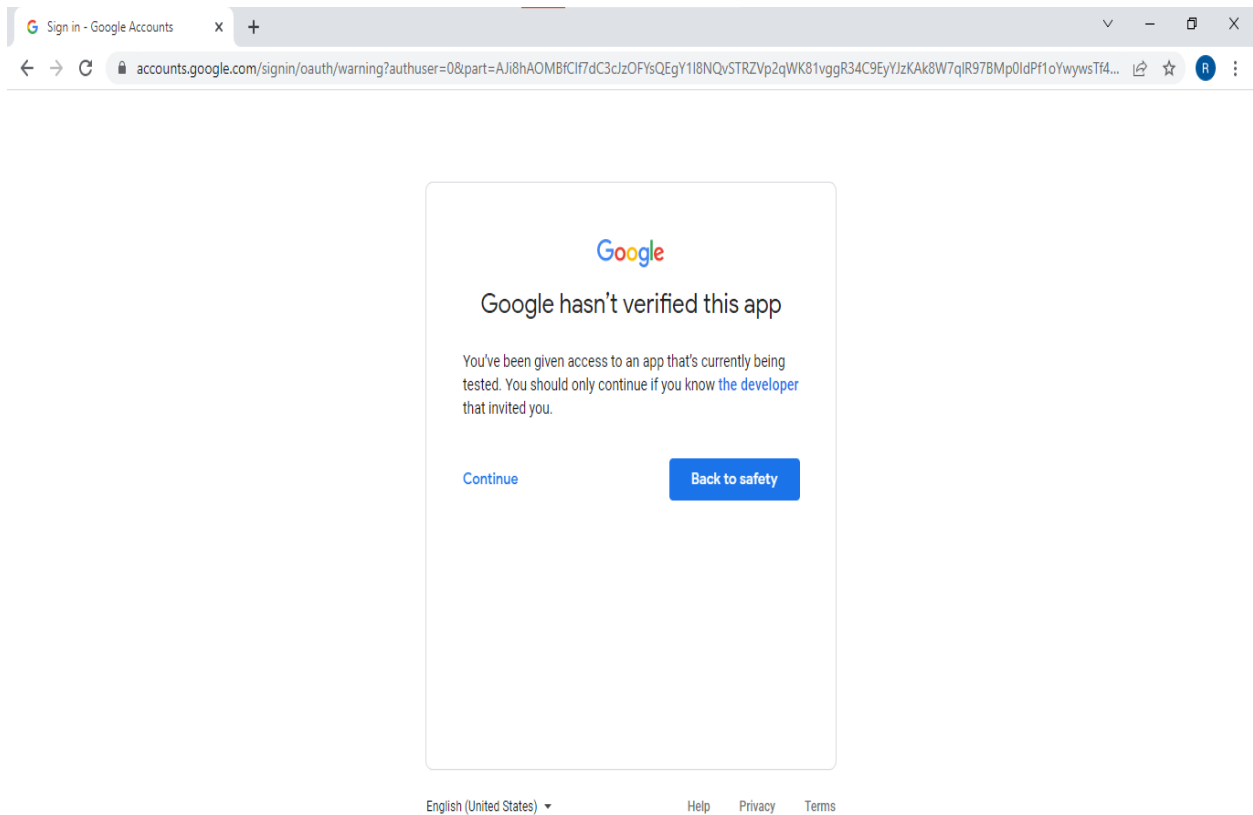 Sign in - Google Accounts
accounts.google.com/signin/oauth/warning?authuser=0&part=AJi8hAOMBfClf7dC3cJzOFYsQEgY1I8NQvSTRZVp2qWK81vggR34C9EyYJzKAk8W7qlR97BMp0ldPf1oYwywsTf4...
R
Google
Google hasn’t verified this app
You’ve been given access to an app that’s currently being
tested. You should only continue if you know the developer
that invited you.
Continue Back to safety
English (United States) Help Privacy Terms